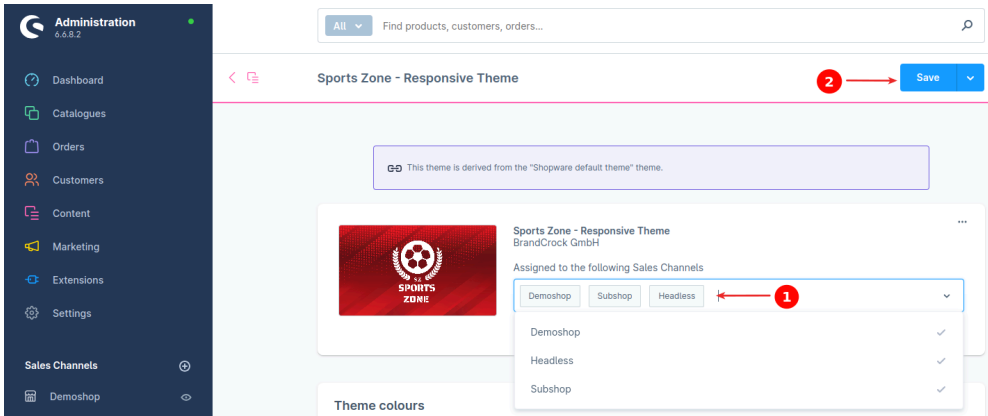 Administration
6.6.8.2
All
Find products, customers, orders...
Dashboard
Catalogues
Orders
Customers
Content
Marketing
Extensions
Settings
Sales Channels
Demoshop
Sports Zone - Responsive Theme
2
Save
This theme is derived from the "Shopware default theme" theme.
SZ
SPORTS
ZONE
Sports Zone - Responsive Theme
BrandCrock GmbH
Assigned to the following Sales Channels
Demoshop Subshop Headless
1
Demoshop
Headless
Subshop
Theme colours